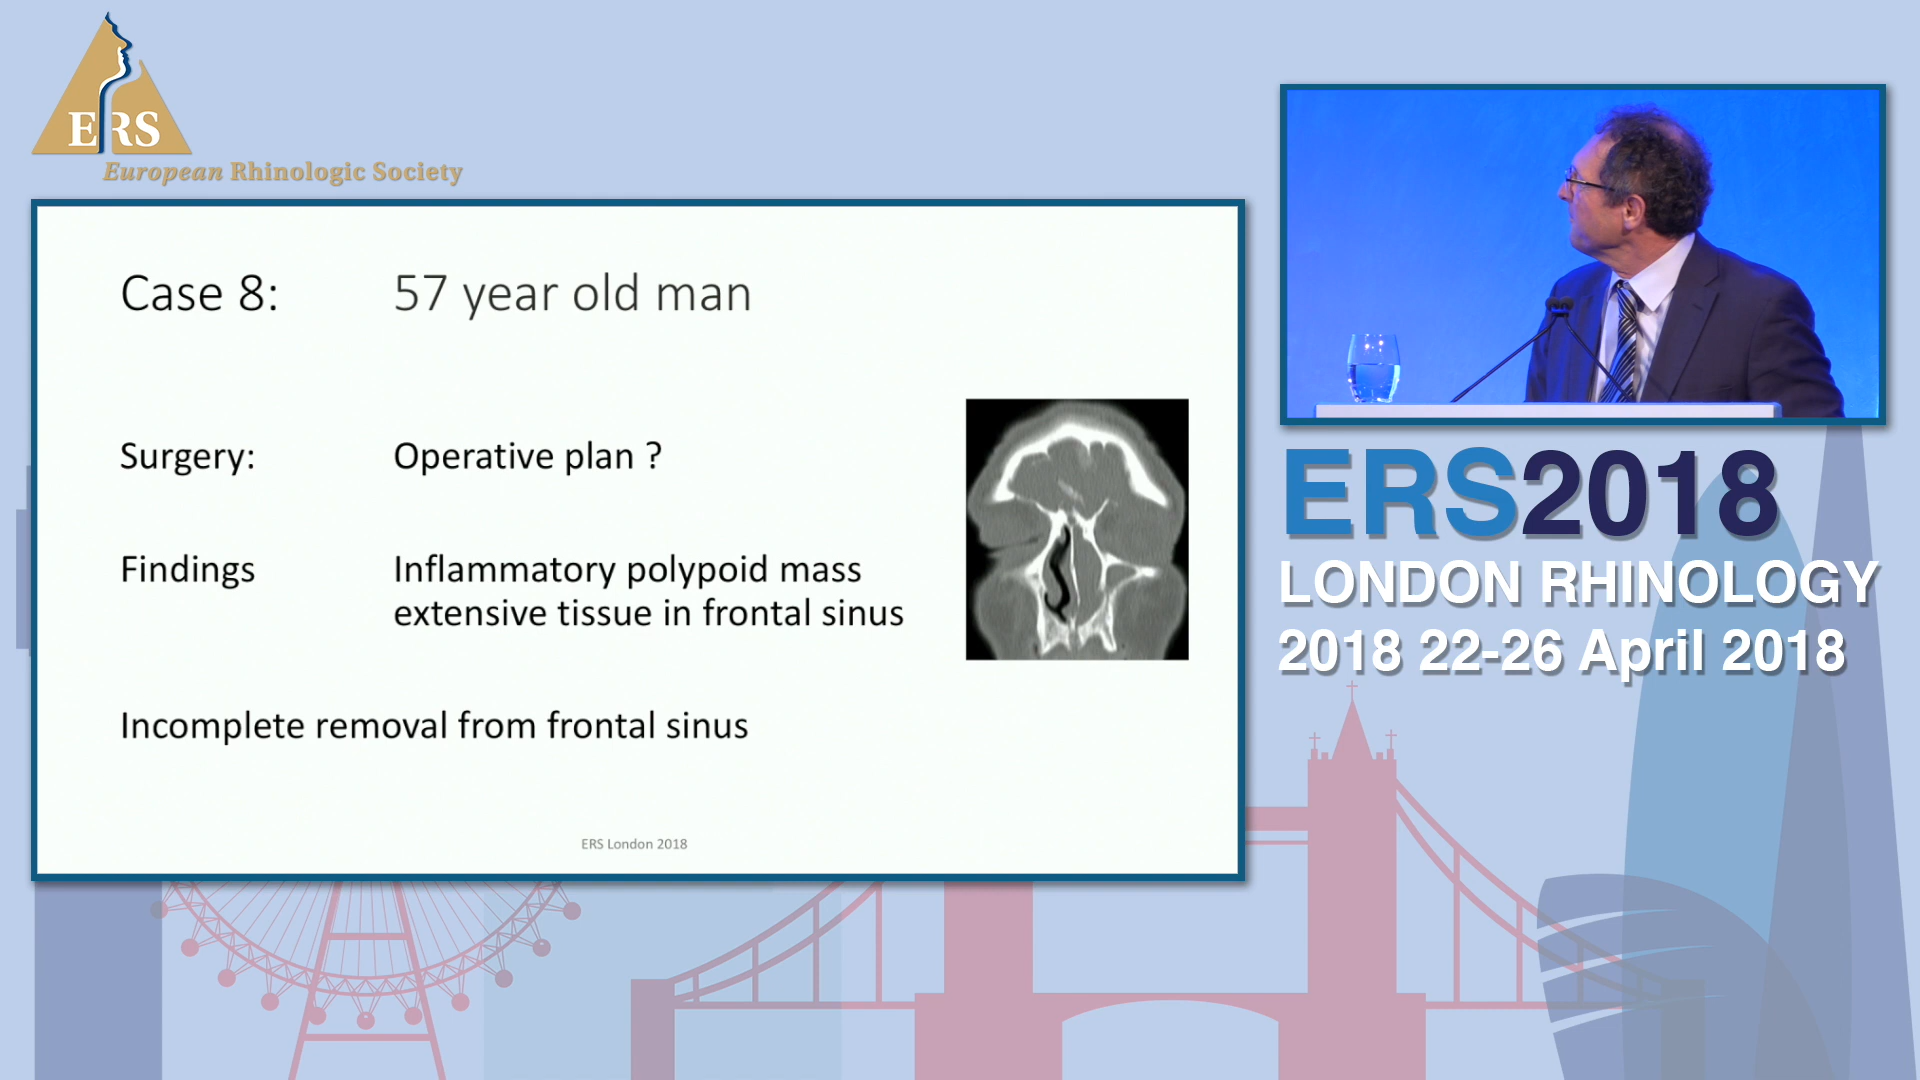 ERS
European Rhinologic Society
Case 8: 57 year old man
Surgery: Operative plan ?
Findings Inflammatory polypoid mass
extensive tissue in frontal sinus
Incomplete removal from frontal sinus
ERS London 2018
ERS2018
LONDON RHINOLOGY
2018 22-26 April 2018